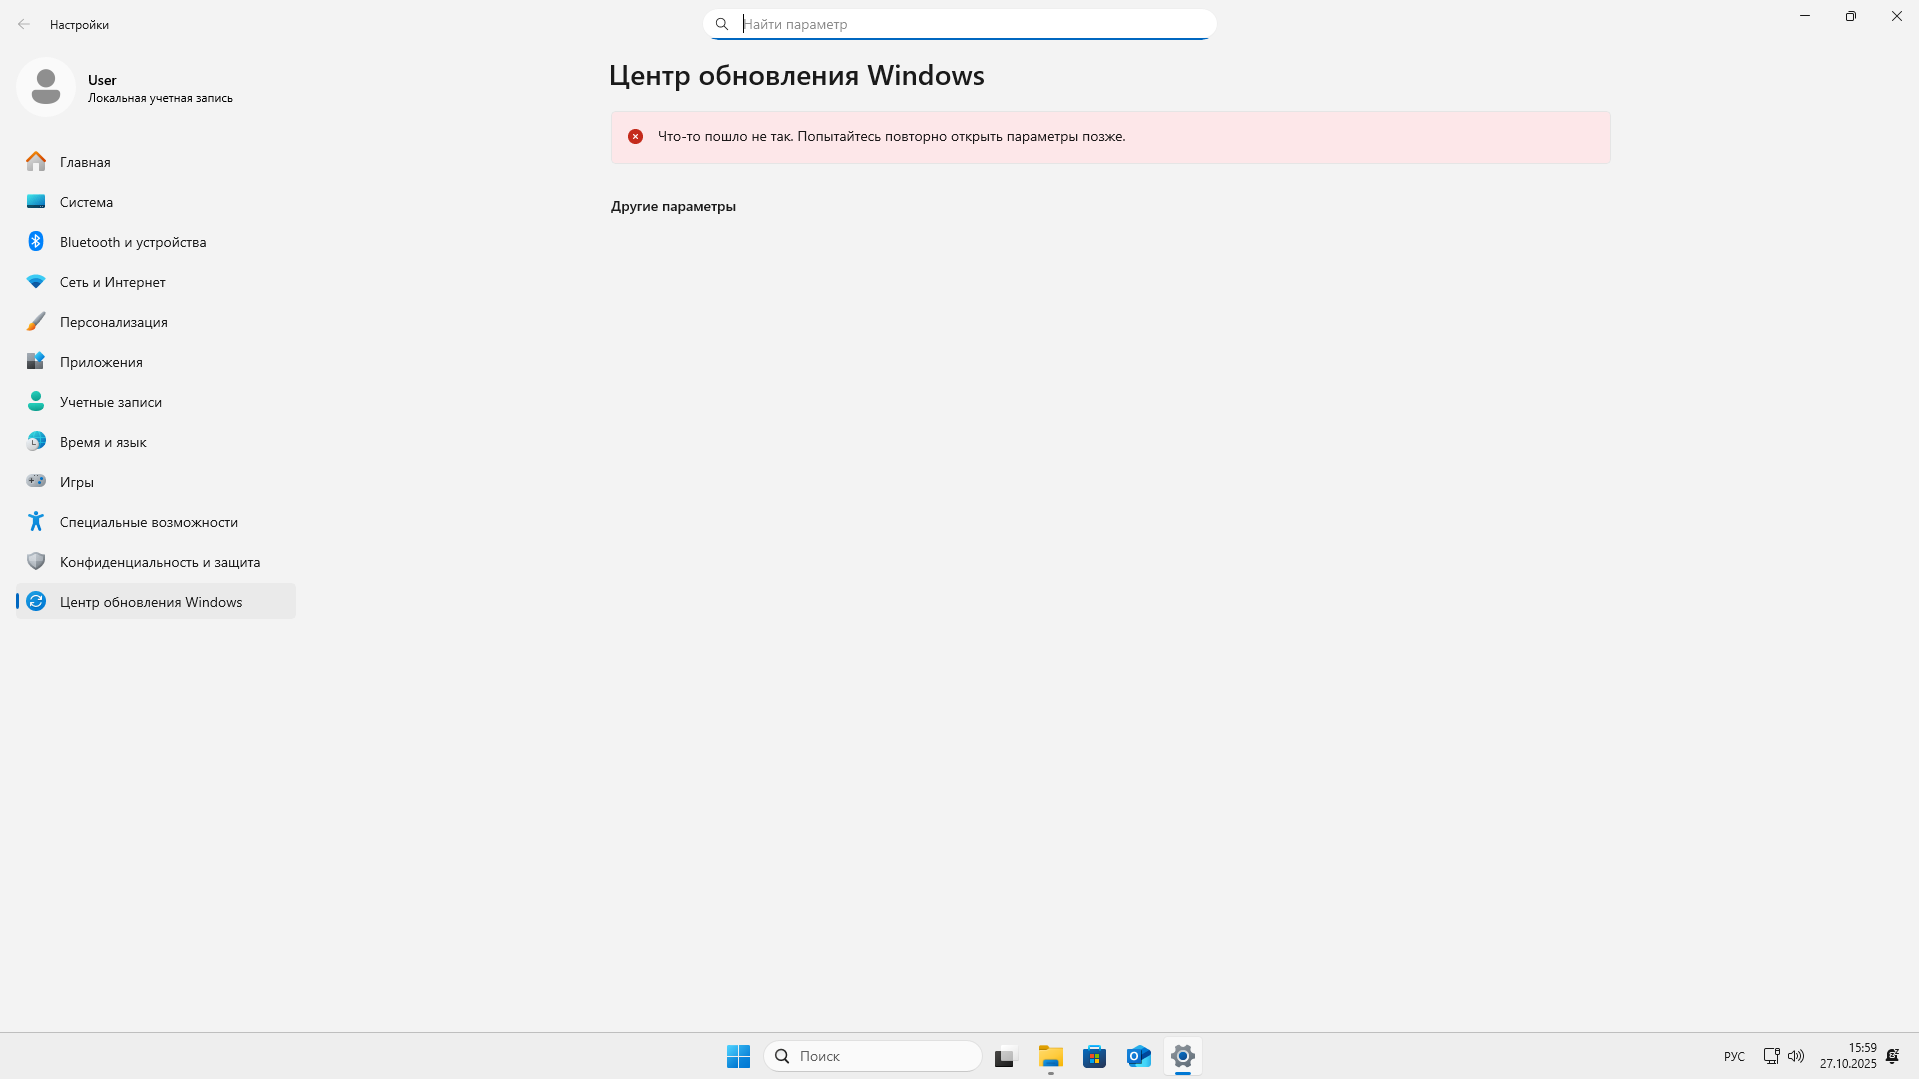 Настройки
Найти параметр
User
Локальная учетная запись
Главная
Система
Bluetooth и устройства
Сеть и Интернет
Персонализация
Приложения
Учетные записи
Время и язык
Игры
Специальные возможности
Конфиденциальность и защита
Центр обновления Windows
Центр обновления Windows
Что-то пошло не так. Попытайтесь повторно открыть параметры позже.
Другие параметры
Поиск
РУС
15:59
27.10.2025